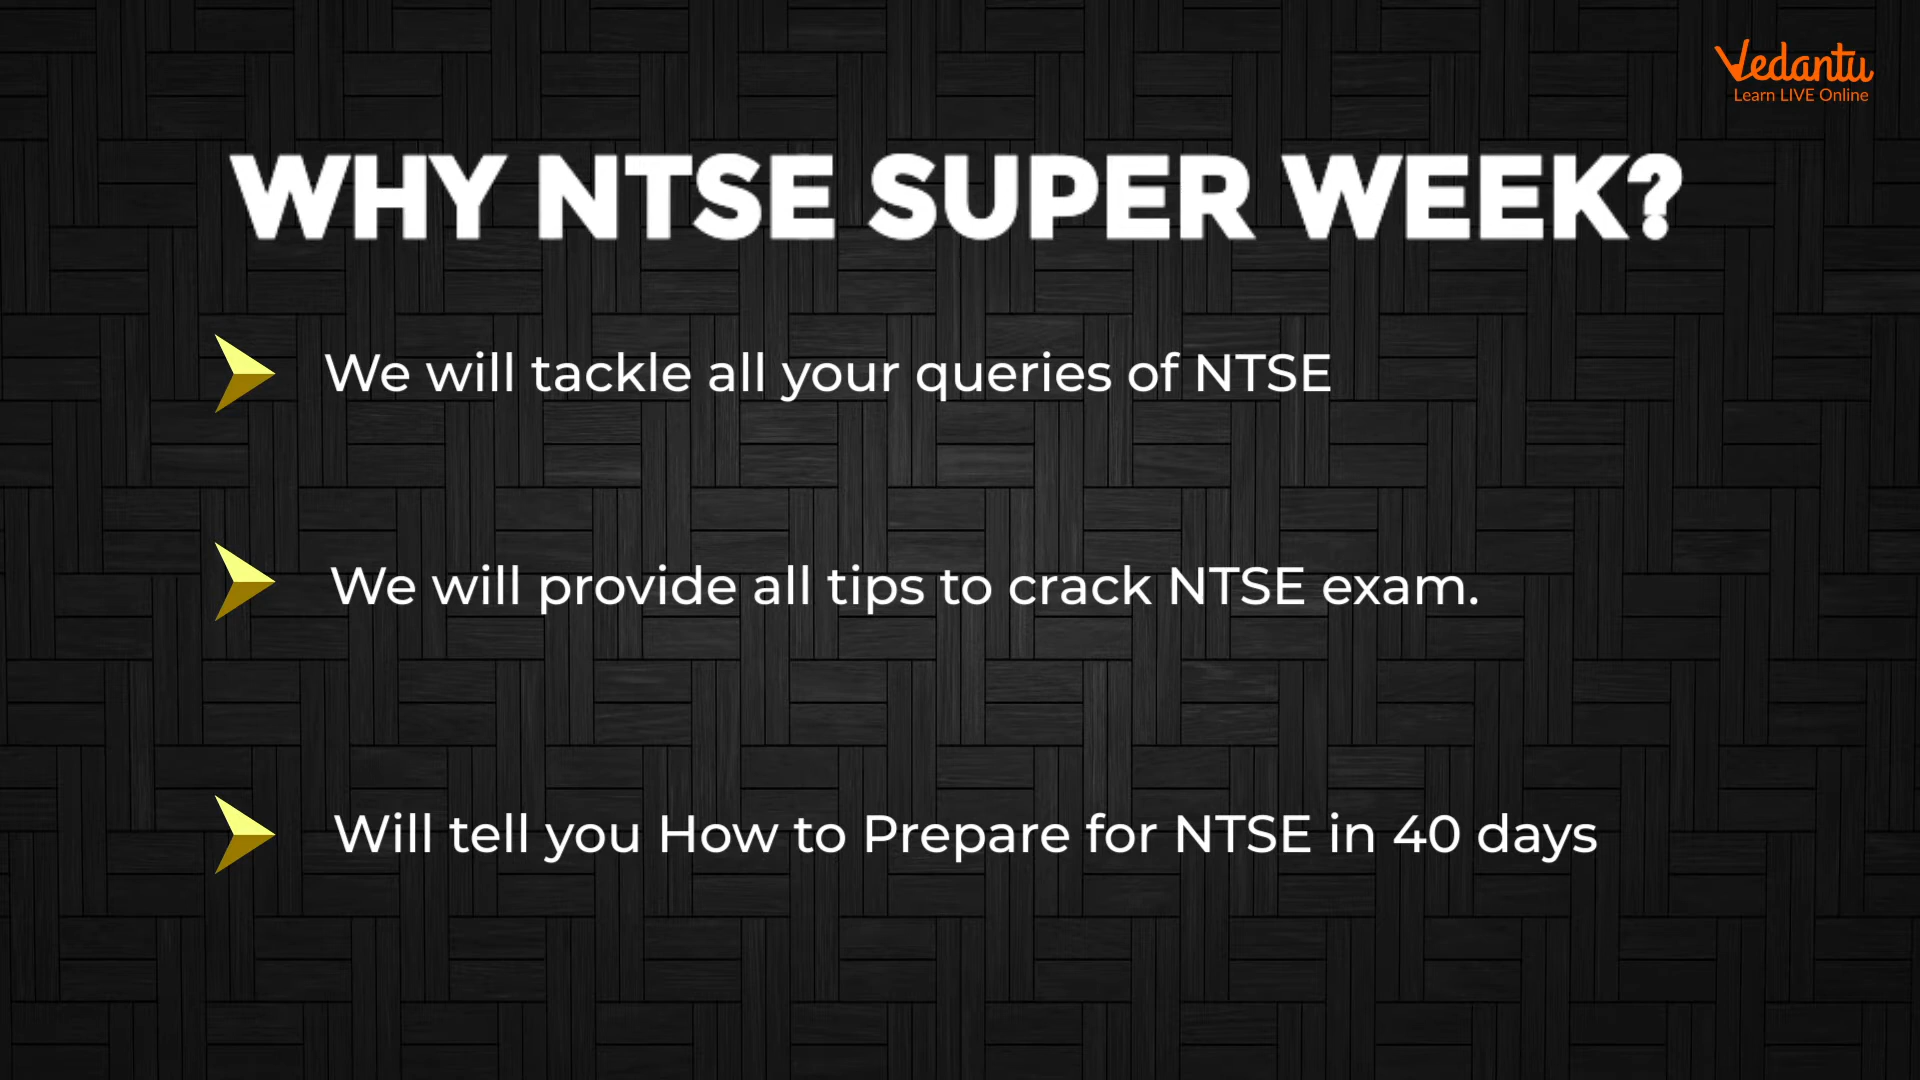 Vedantu
Learn LIVE Online
WHY NTSE SUPER WEEK?
We will tackle all your queries of NTSE
We will provide all tips to crack NTSE exam.
Will tell you How to Prepare for NTSE in 40 days